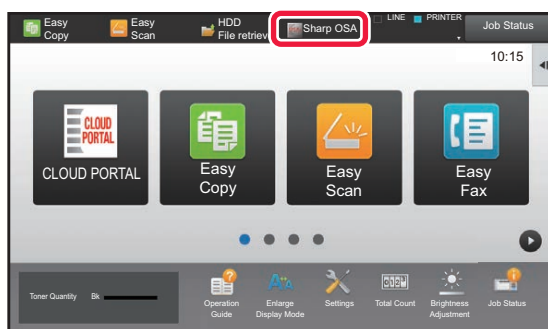 Easy
Copy
Easy
Scan
HDD
File retriev
Sharp OSA
LINE
PRINTER
Job Status
10:15
CLOUD
PORTAL
CLOUD PORTAL
Easy
Copy
Easy
Scan
Easy
Fax
Toner Quantity Bk
Operation
Guide
Enlarge
Display Mode
Settings
Total Count
Brightness
Adjustment
Job Status